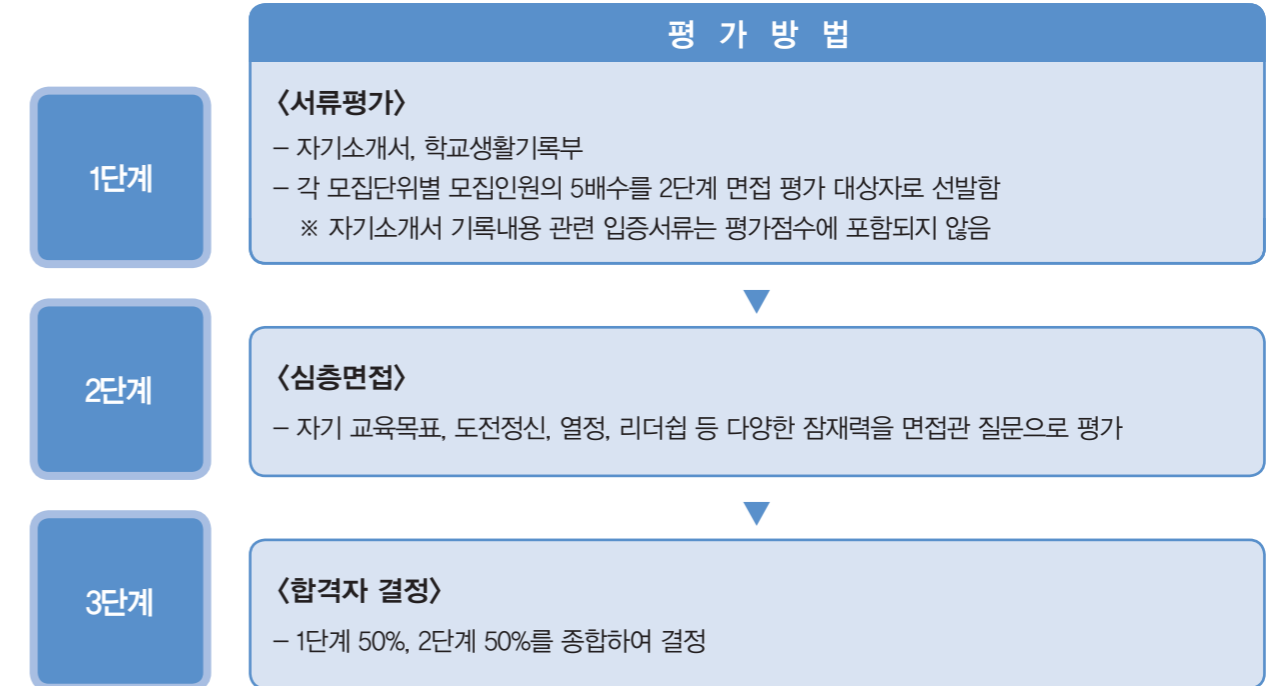 평 가 방 법
1단계
〈서류평가〉
– 자기소개서, 학교생활기록부
– 각 모집단위별 모집인원의 5배수를 2단계 면접 평가 대상자로 선발함
※ 자기소개서 기록내용 관련 입증서류는 평가점수에 포함되지 않음
▼
2단계
〈심층면접〉
– 자기 교육목표, 도전정신, 열정, 리더쉽 등 다양한 잠재력을 면접관 질문으로 평가
▼
3단계
〈합격자 결정〉
– 1단계 50%, 2단계 50%를 종합하여 결정